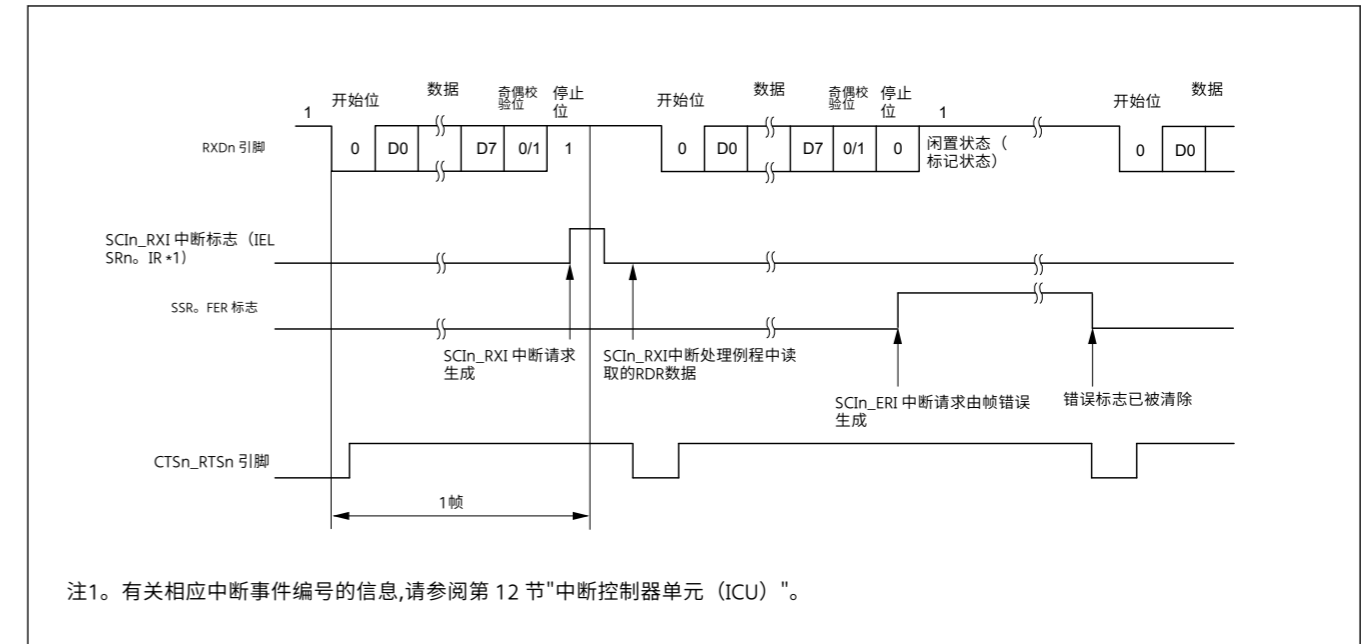 1
开始位
数据
奇偶校
验位
停止
位
开始位
数据
奇偶校
验位
停止
位
1
开始位
数据
RXDn 引脚
0 D0 D7 0/1 1
0 D0 D7 0/1 0
闲置状态（
标记状态）
0 D0
SCIn_RXI 中断标志（IEL
SRn。IR *1)
SSR。FER 标志
SCIn_RXI 中断请求
生成
SCIn_RXI中断处理例程中读
取的RDR数据
SCIn_ERI 中断请求由帧错误
生成
错误标志已被清除
CTSn_RTSn 引脚
1帧
注1。有关相应中断事件编号的信息,请参阅第 12 节"中断控制器单元（ICU）"。